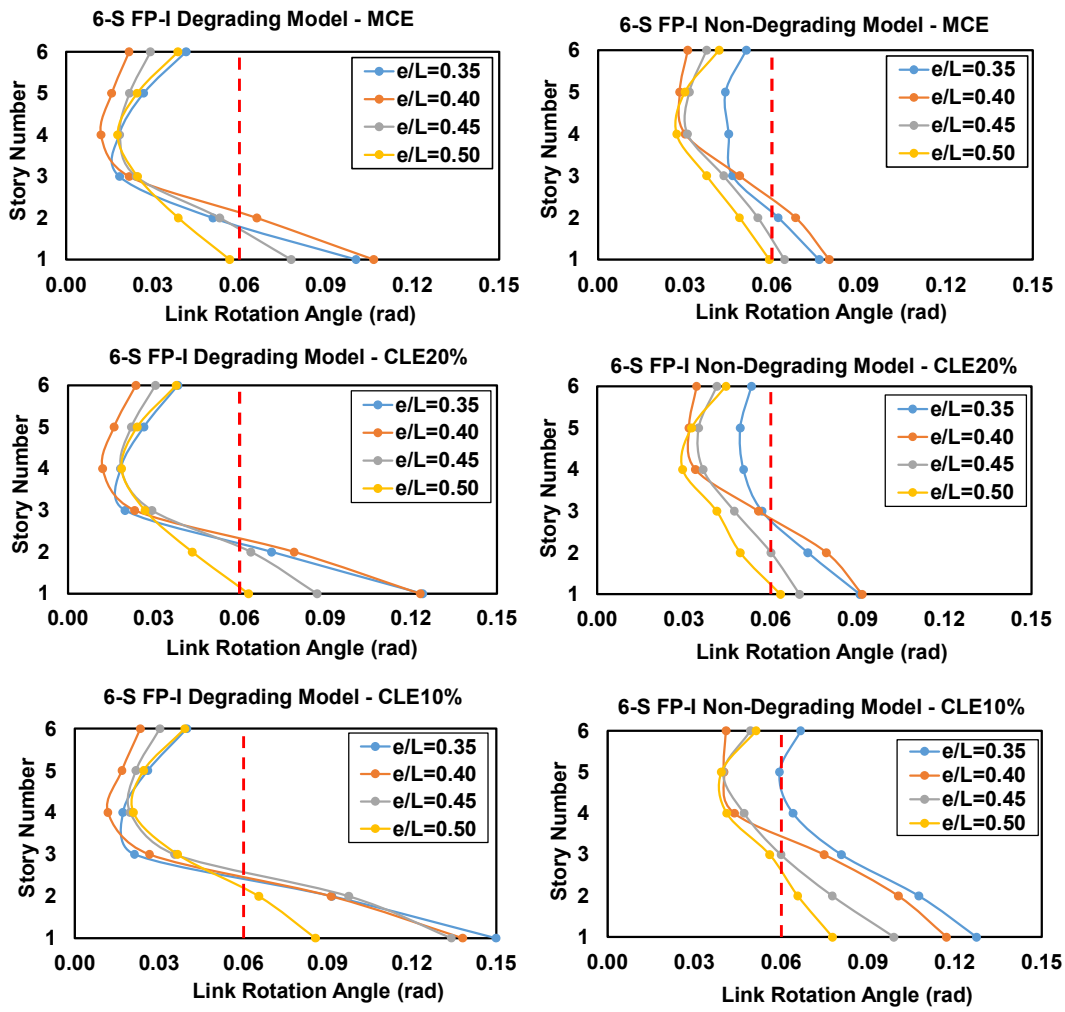 6-S FP-I Degrading Model - MCE
Story Number
6
5
4
3
2
1
e/L=0.35
e/L=0.40
e/L=0.45
e/L=0.50
0.00 0.03 0.06 0.09 0.12 0.15
Link Rotation Angle (rad)
6-S FP-I Non-Degrading Model - MCE
Story Number
6
5
4
3
2
1
e/L=0.35
e/L=0.40
e/L=0.45
e/L=0.50
0.00 0.03 0.06 0.09 0.12 0.15
Link Rotation Angle (rad)
6-S FP-I Degrading Model - CLE20%
Story Number
6
5
4
3
2
1
e/L=0.35
e/L=0.40
e/L=0.45
e/L=0.50
0.00 0.03 0.06 0.09 0.12 0.15
Link Rotation Angle (rad)
6-S FP-I Non-Degrading Model - CLE20%
Story Number
6
5
4
3
2
1
e/L=0.35
e/L=0.40
e/L=0.45
e/L=0.50
0.00 0.03 0.06 0.09 0.12 0.15
Link Rotation Angle (rad)
6-S FP-I Degrading Model - CLE10%
Story Number
6
5
4
3
2
1
e/L=0.35
e/L=0.40
e/L=0.45
e/L=0.50
0.00 0.03 0.06 0.09 0.12 0.15
Link Rotation Angle (rad)
6-S FP-I Non-Degrading Model - CLE10%
Story Number
6
5
4
3
2
1
e/L=0.35
e/L=0.40
e/L=0.45
e/L=0.50
0.00 0.03 0.06 0.09 0.12 0.15
Link Rotation Angle (rad)